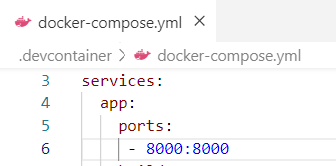 docker-compose.yml
.devcontainer > docker-compose.yml
3 services:
4 app:
5 ports:
6 - 8000:8000